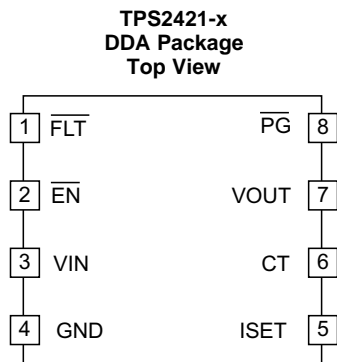 TPS2421-x
DDA Package
Top View
1 FLT PG 8
2 EN VOUT 7
3 VIN CT 6
4 GND ISET 5